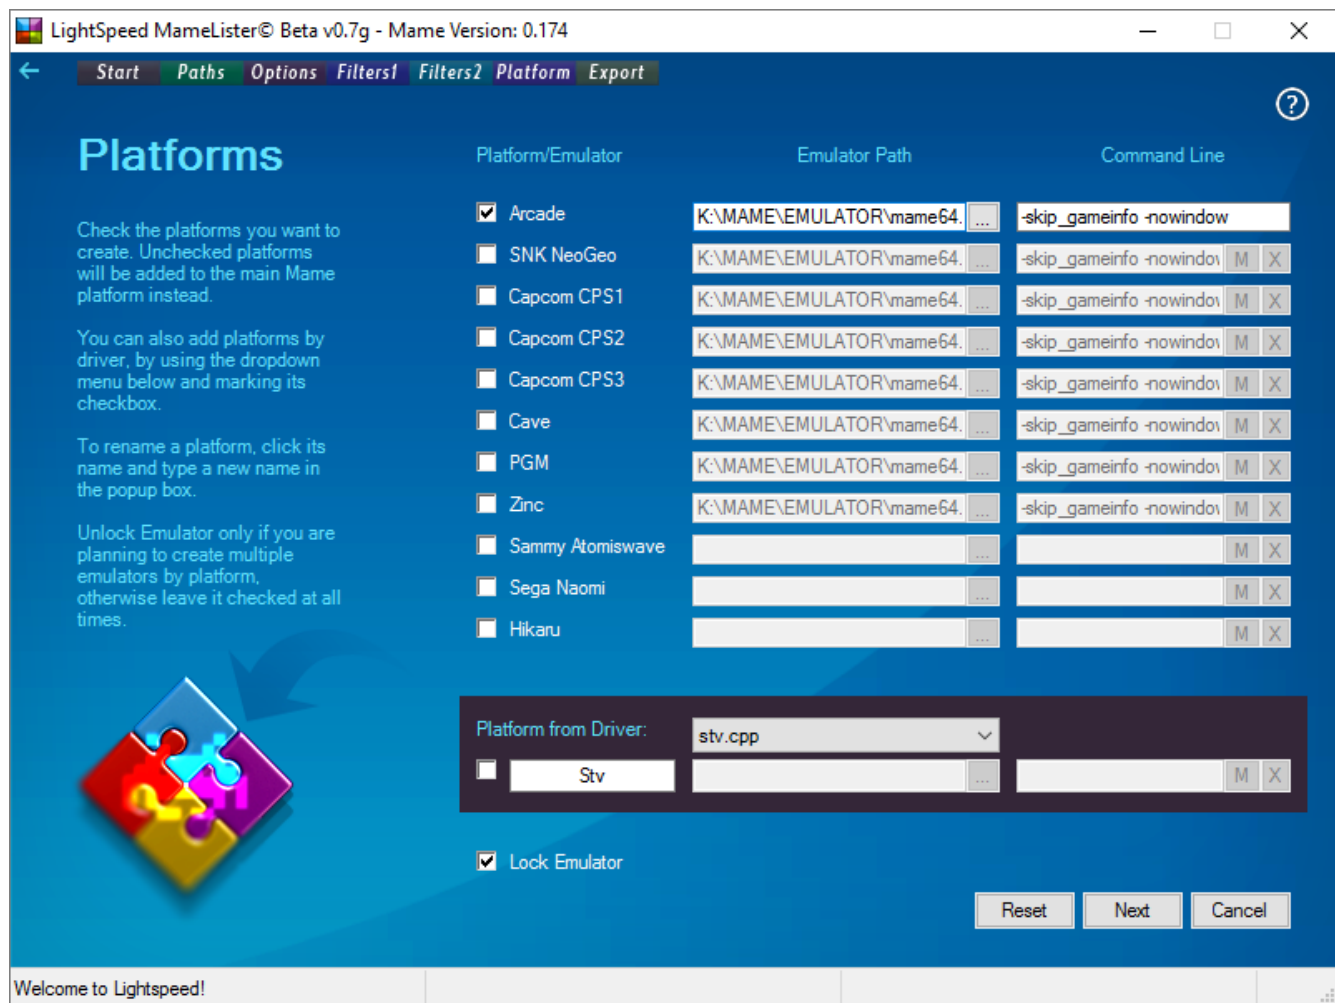 LightSpeed MameLister© Beta v0.7g - Mame Version: 0.174
Start Paths Options Filters1 Filters2 Platform Export
?
Platforms
Check the platforms you want to
create. Unchecked platforms
will be added to the main Mame
platform instead.
You can also add platforms by
driver, by using the dropdown
menu below and marking its
checkbox.
To rename a platform, click its
name and type a new name in
the popup box.
Unlock Emulator only if you are
planning to create multiple
emulators by platform,
otherwise leave it checked at all
times.
Platform/Emulator Emulator Path Command Line
Arcade K:\MAME\EMULATOR\mame64. ... -skip_gameinfo -nowindow
SNK NeoGeo K:\MAME\EMULATOR\mame64. ... -skip_gameinfo -nowindow M X
Capcom CPS1 K:\MAME\EMULATOR\mame64. ... -skip_gameinfo -nowindow M X
Capcom CPS2 K:\MAME\EMULATOR\mame64. ... -skip_gameinfo -nowindow M X
Capcom CPS3 K:\MAME\EMULATOR\mame64. ... -skip_gameinfo -nowindow M X
Cave K:\MAME\EMULATOR\mame64. ... -skip_gameinfo -nowindow M X
PGM K:\MAME\EMULATOR\mame64. ... -skip_gameinfo -nowindow M X
Zinc K:\MAME\EMULATOR\mame64. ... -skip_gameinfo -nowindow M X
Sammy Atomiswave ... M X
Sega Naomi ... M X
Hikaru ... M X
Platform from Driver: stv.cpp
Stv ... M X
Lock Emulator
Reset Next Cancel
Welcome to Lightspeed!